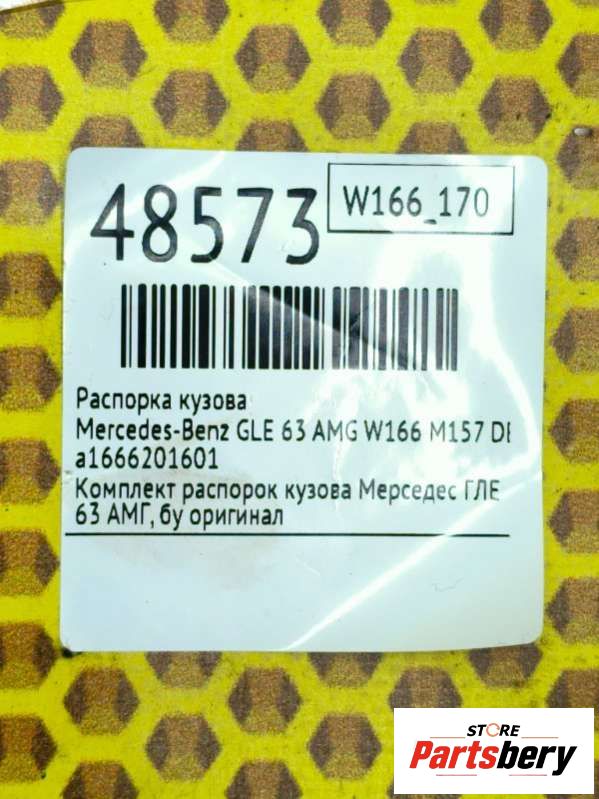 48573
W166_170
Распорка кузова
Mercedes-Benz GLE 63 AMG W166 M157 DE
a1666201601
Комплект распорок кузова Мерседес ГЛЕ
63 АМГ, бу оригинал
STORE
Partsbery